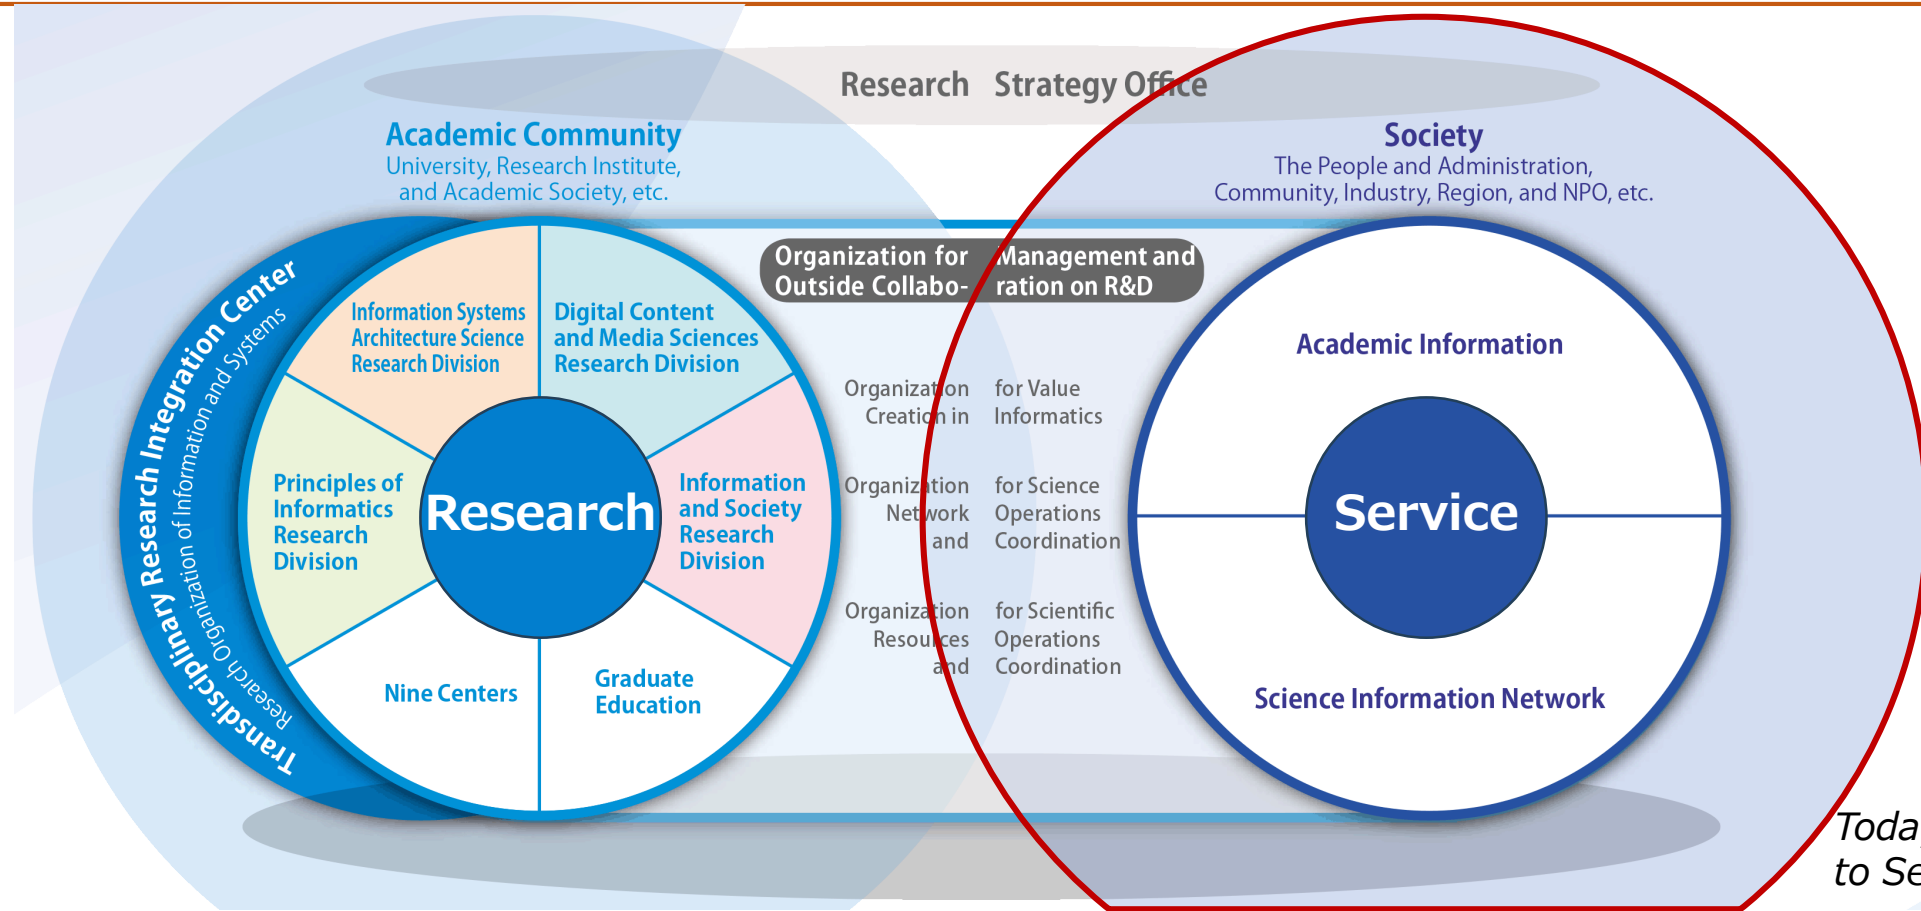 Research Strategy Office
Academic Community
University, Research Institute,
and Academic Society, etc.
Society
The People and Administration,
Community, Industry, Region, and NPO, etc.
Transdisciplinary Research Integration Center
Research Organization of Information and Systems
Information Systems
Architecture Science
Research Division
Digital Content
and Media Sciences
Research Division
Principles of
Informatics
Research
Division
Research
Information
and Society
Research
Division
Nine Centers
Graduate
Education
Organization for Management and
Outside Collabo- ration on R&D
Organization for Value
Creation in Informatics
Organization for Science
Network Operations
and Coordination
Organization for Scientific
Resources Operations
and Coordination
Academic Information
Service
Science Information Network
to